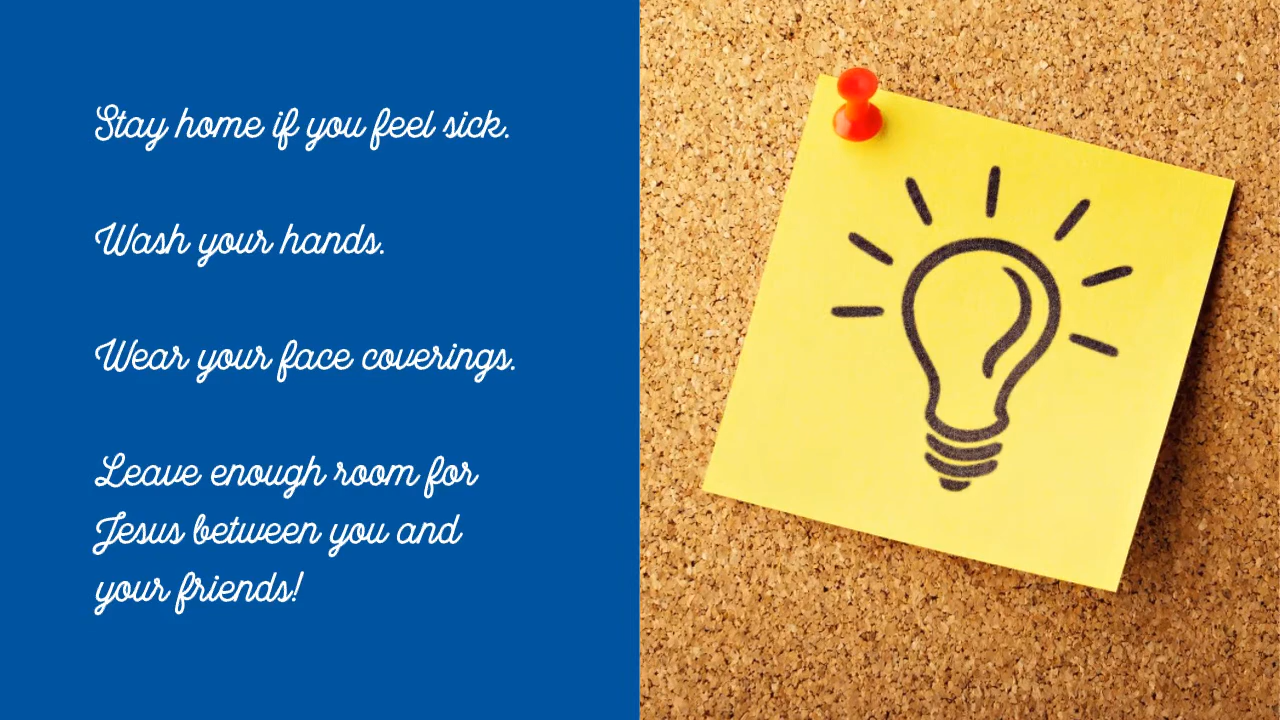 Stay home if you feel sick.
Wash your hands.
Wear your face coverings.
Leave enough room for
Jesus between you and
your friends!